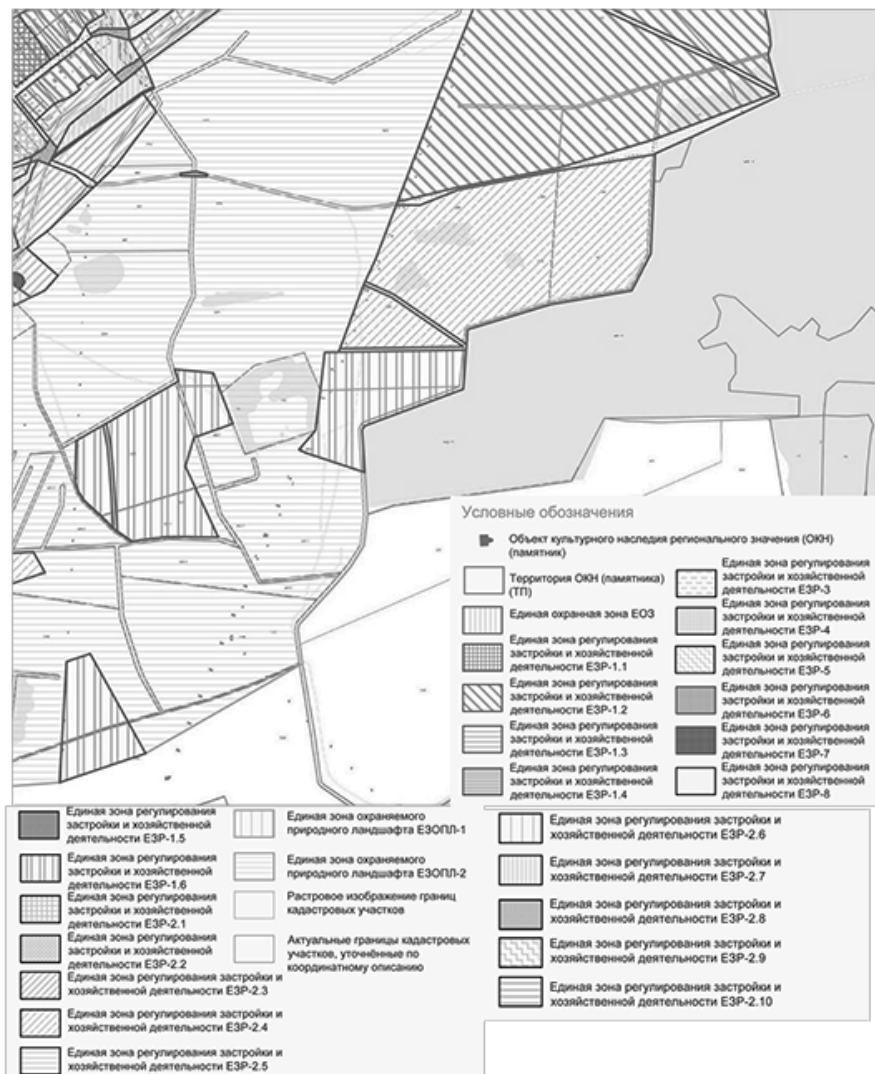 Условные обозначения
Объект культурного наследия регионального значения (ОКН)
(памятник)
Территория ОКН (памятника)
(ТП)
Единая охранная зона ЕОЗ
Единая зона регулирования
застройки и хозяйственной
деятельности ЕЗР-1.1
Единая зона регулирования
застройки и хозяйственной
деятельности ЕЗР-1.2
Единая зона регулирования
застройки и хозяйственной
деятельности ЕЗР-1.3
Единая зона регулирования
застройки и хозяйственной
деятельности ЕЗР-1.4
Единая зона регулирования
застройки и хозяйственной
деятельности ЕЗР-3
Единая зона регулирования
застройки и хозяйственной
деятельности ЕЗР-4
Единая зона регулирования
застройки и хозяйственной
деятельности ЕЗР-5
Единая зона регулирования
застройки и хозяйственной
деятельности ЕЗР-6
Единая зона регулирования
застройки и хозяйственной
деятельности ЕЗР-7
Единая зона регулирования
застройки и хозяйственной
деятельности ЕЗР-8
Единая зона регулирования
застройки и хозяйственной
деятельности ЕЗР-1.5
Единая зона регулирования
застройки и хозяйственной
деятельности ЕЗР-1.6
Единая зона регулирования
застройки и хозяйственной
деятельности ЕЗР-2.1
Единая зона регулирования
застройки и хозяйственной
деятельности ЕЗР-2.2
Единая зона регулирования застройки и
хозяйственной деятельности ЕЗР-2.3
Единая зона регулирования застройки и
хозяйственной деятельности ЕЗР-2.4
Единая зона регулирования застройки и
хозяйственной деятельности ЕЗР-2.5
Единая зона охраняемого
природного ландшафта ЕЗОПЛ-1
Единая зона охраняемого
природного ландшафта ЕЗОПЛ-2
Растровое изображение границ
кадастровых участков
Актуальные границы кадастровых
участков, уточнённые по
координатному описанию
Единая зона регулирования застройки и
хозяйственной деятельности ЕЗР-2.6
Единая зона регулирования застройки и
хозяйственной деятельности ЕЗР-2.7
Единая зона регулирования застройки и
хозяйственной деятельности ЕЗР-2.8
Единая зона регулирования застройки и
хозяйственной деятельности ЕЗР-2.9
Единая зона регулирования застройки и
хозяйственной деятельности ЕЗР-2.10